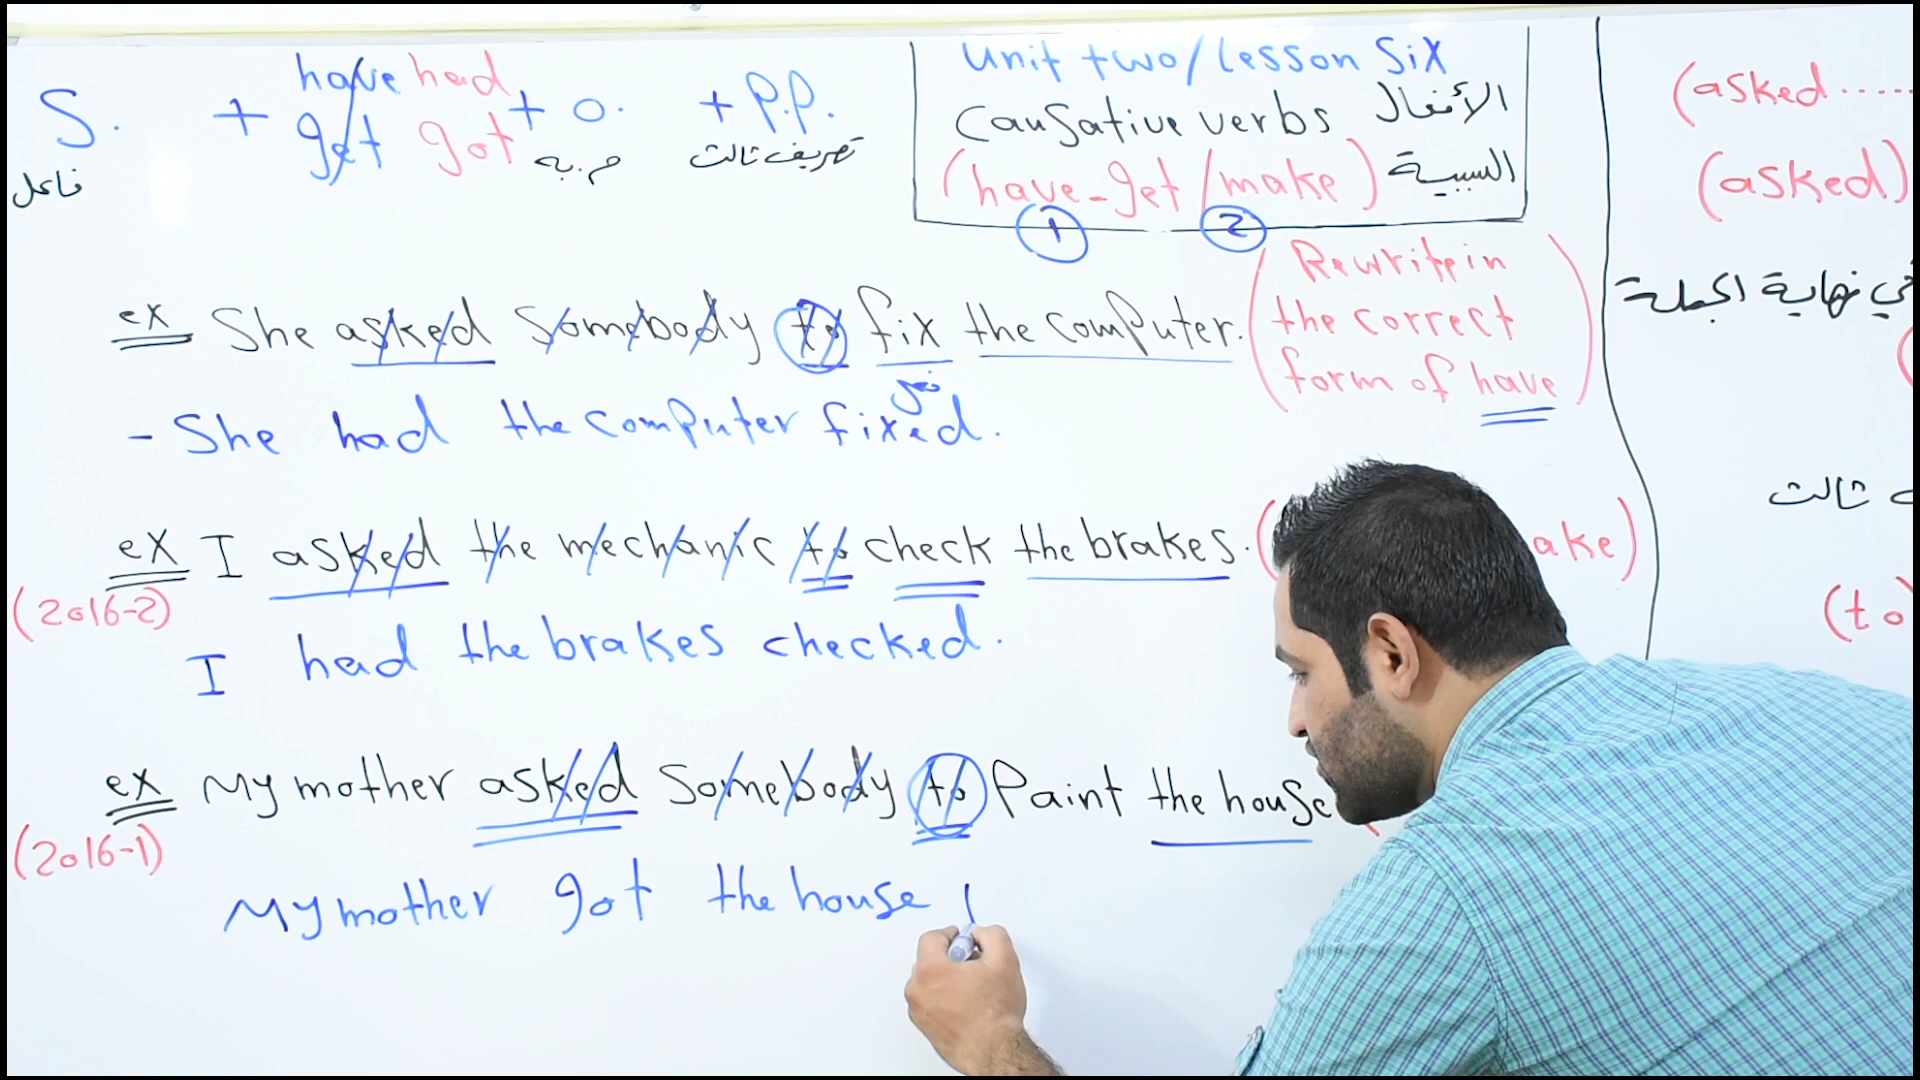 unit two/lesson six
Causative verbs الأفعال
(have-get/make) السببية
1 2
S. + have had + o. + P.P.
get got
فاعل م.به تصريف ثالث
ex She asked somebody to fix the computer. (Rewrite in
the correct
form of have)
- She had the computer fixed.
ex I asked the mechanic to check the brakes. ( ake)
(2016-2)
I had the brakes checked.
ex My mother asked somebody to Paint the house
(2016-1)
My mother got the house
(asked.....
(asked)
في نهاية الجملة
ثالث
(to